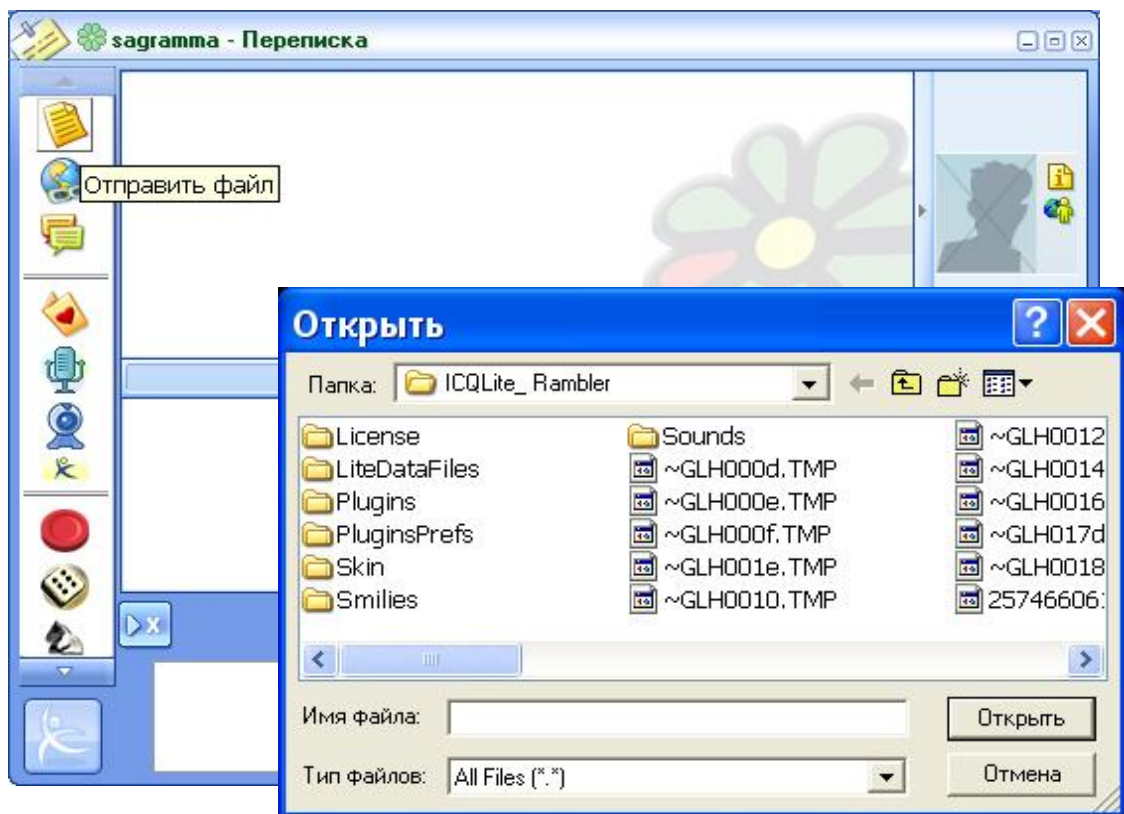 sagramma - Переписка
Отправить файл
Открыть
Папка: ICQLite_ Rambler
License
LiteDataFiles
Plugins
PluginsPrefs
Skin
Smilies
Sounds
~GLH000d.TMP
~GLH000e.TMP
~GLH000f.TMP
~GLH001e.TMP
~GLH0010.TMP
~GLH0012
~GLH0014
~GLH0016
~GLH017d
~GLH0018
257466061
Имя файла:
Открыть
Тип файлов: All Files (*.*)
Отмена